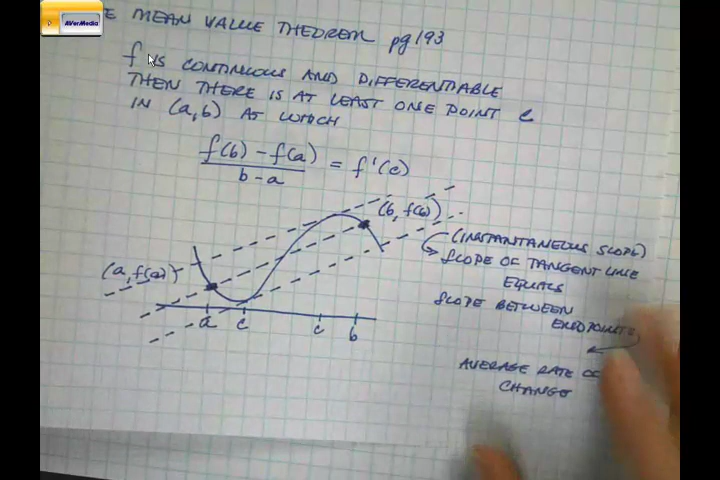 AVerMedia
E MEAN VALUE THEOREM pg 193
f IS CONTINUOUS AND DIFFERENTIABLE
THEN THERE IS AT LEAST ONE POINT c
IN (a,b) AT WHICH
f(b) - f(a) / b-a = f'(c)
(b, f(b))
(a, f(a))
a c c b
(INSTANTANEOUS SLOPE)
SLOPE OF TANGENT LINE
EQUALS
SLOPE BETWEEN
ENDPOINTS
AVERAGE RATE OF
CHANGE